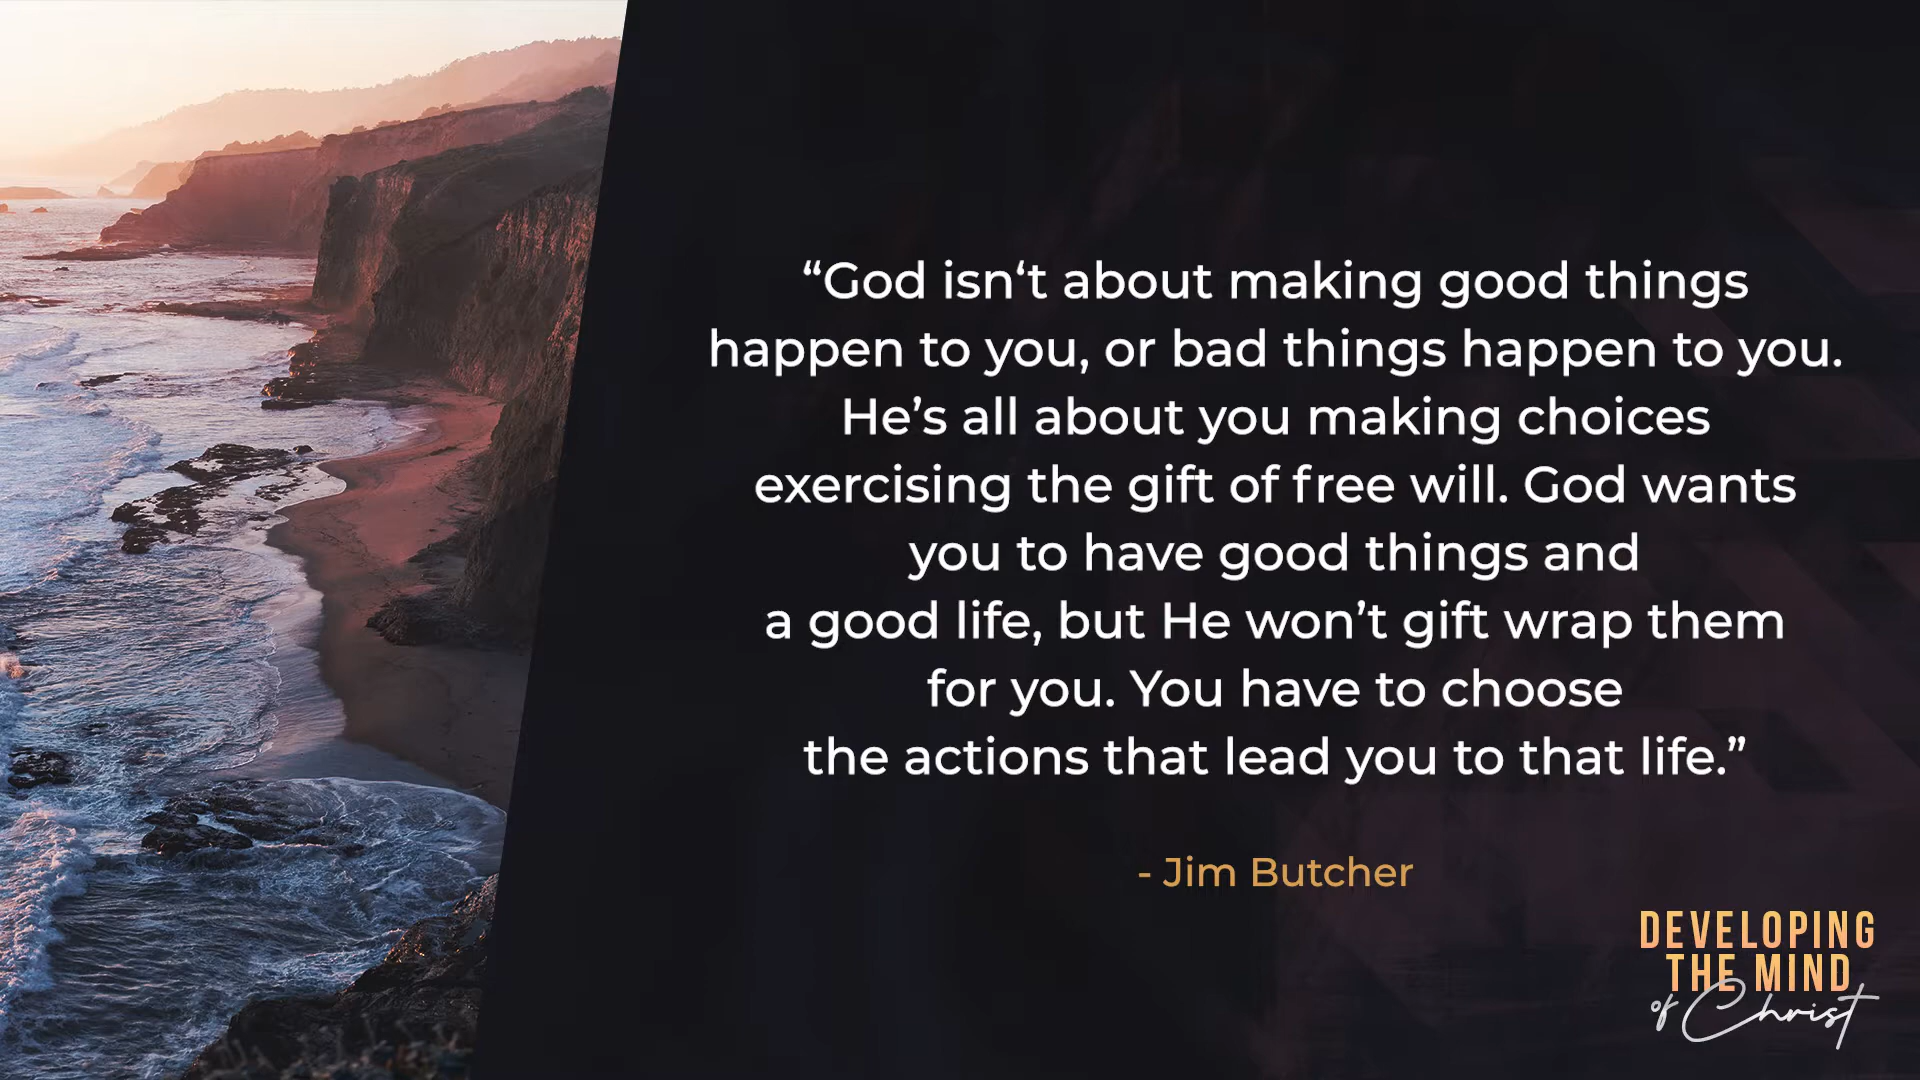 “God isn‘t about making good things
happen to you, or bad things happen to you.
He’s all about you making choices
exercising the gift of free will. God wants
you to have good things and
a good life, but He won’t gift wrap them
for you. You have to choose
the actions that lead you to that life.”
- Jim Butcher
DEVELOPING
THE MIND
of Christ